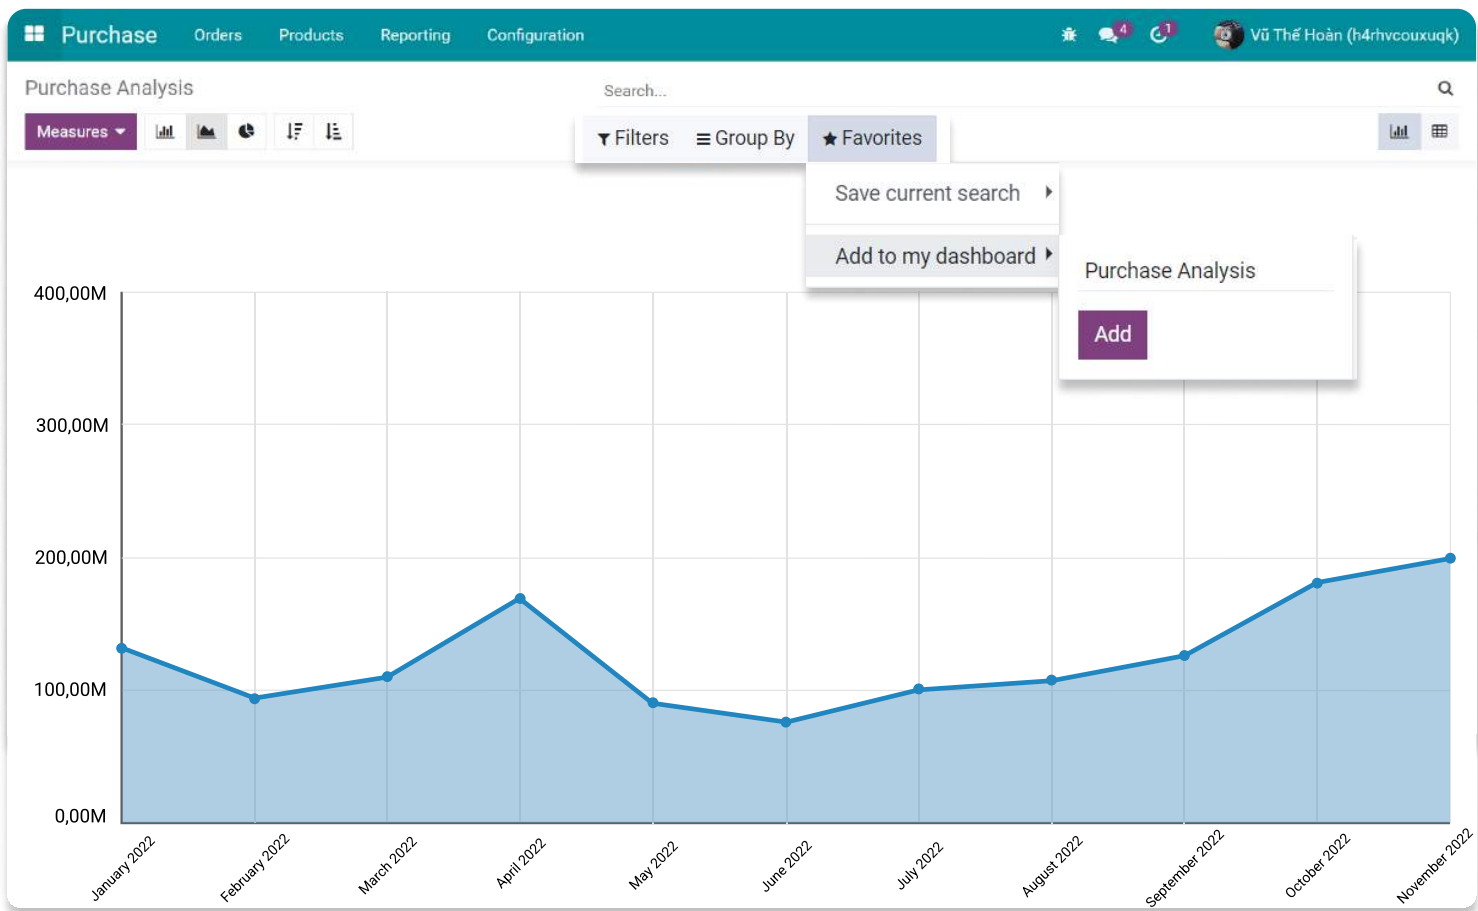 Purchase Orders Products Reporting Configuration 4 1 Vũ Thế Hoàn (h4rhvcouxuqk)
Purchase Analysis
Search...
Measures
Filters Group By Favorites
Save current search
Add to my dashboard
Purchase Analysis
Add
400,00M
300,00M
200,00M
100,00M
0,00M
January 2022
February 2022
March 2022
April 2022
May 2022
June 2022
July 2022
August 2022
September 2022
October 2022
November 2022